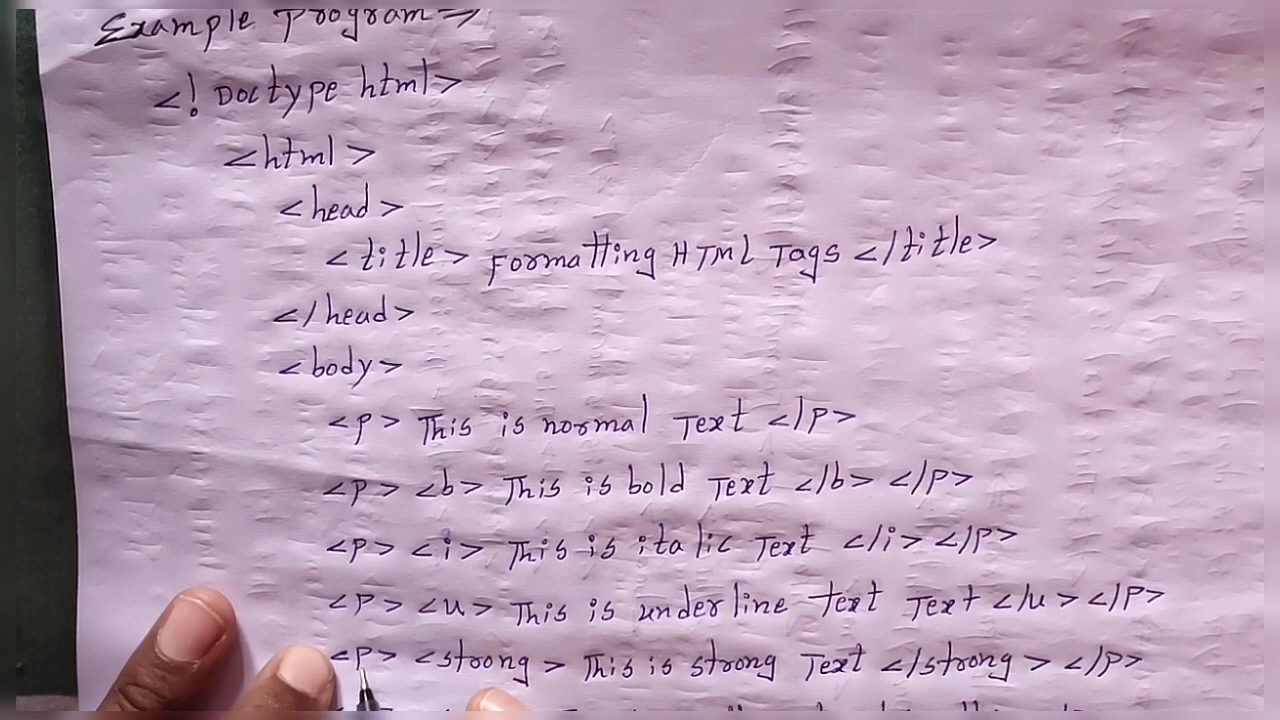 Example Program ⇒
<! Doctype html>
<html>
<head>
<title> Formatting HTML Tags </title>
</head>
<body>
<p> This is normal Text </p>
<p> <b> This is bold Text </b> </p>
<p> <i> This is italic Text </i> </p>
<p> <u> This is underline text Text </u> </p>
<p> <strong> This is strong Text </strong> </p>